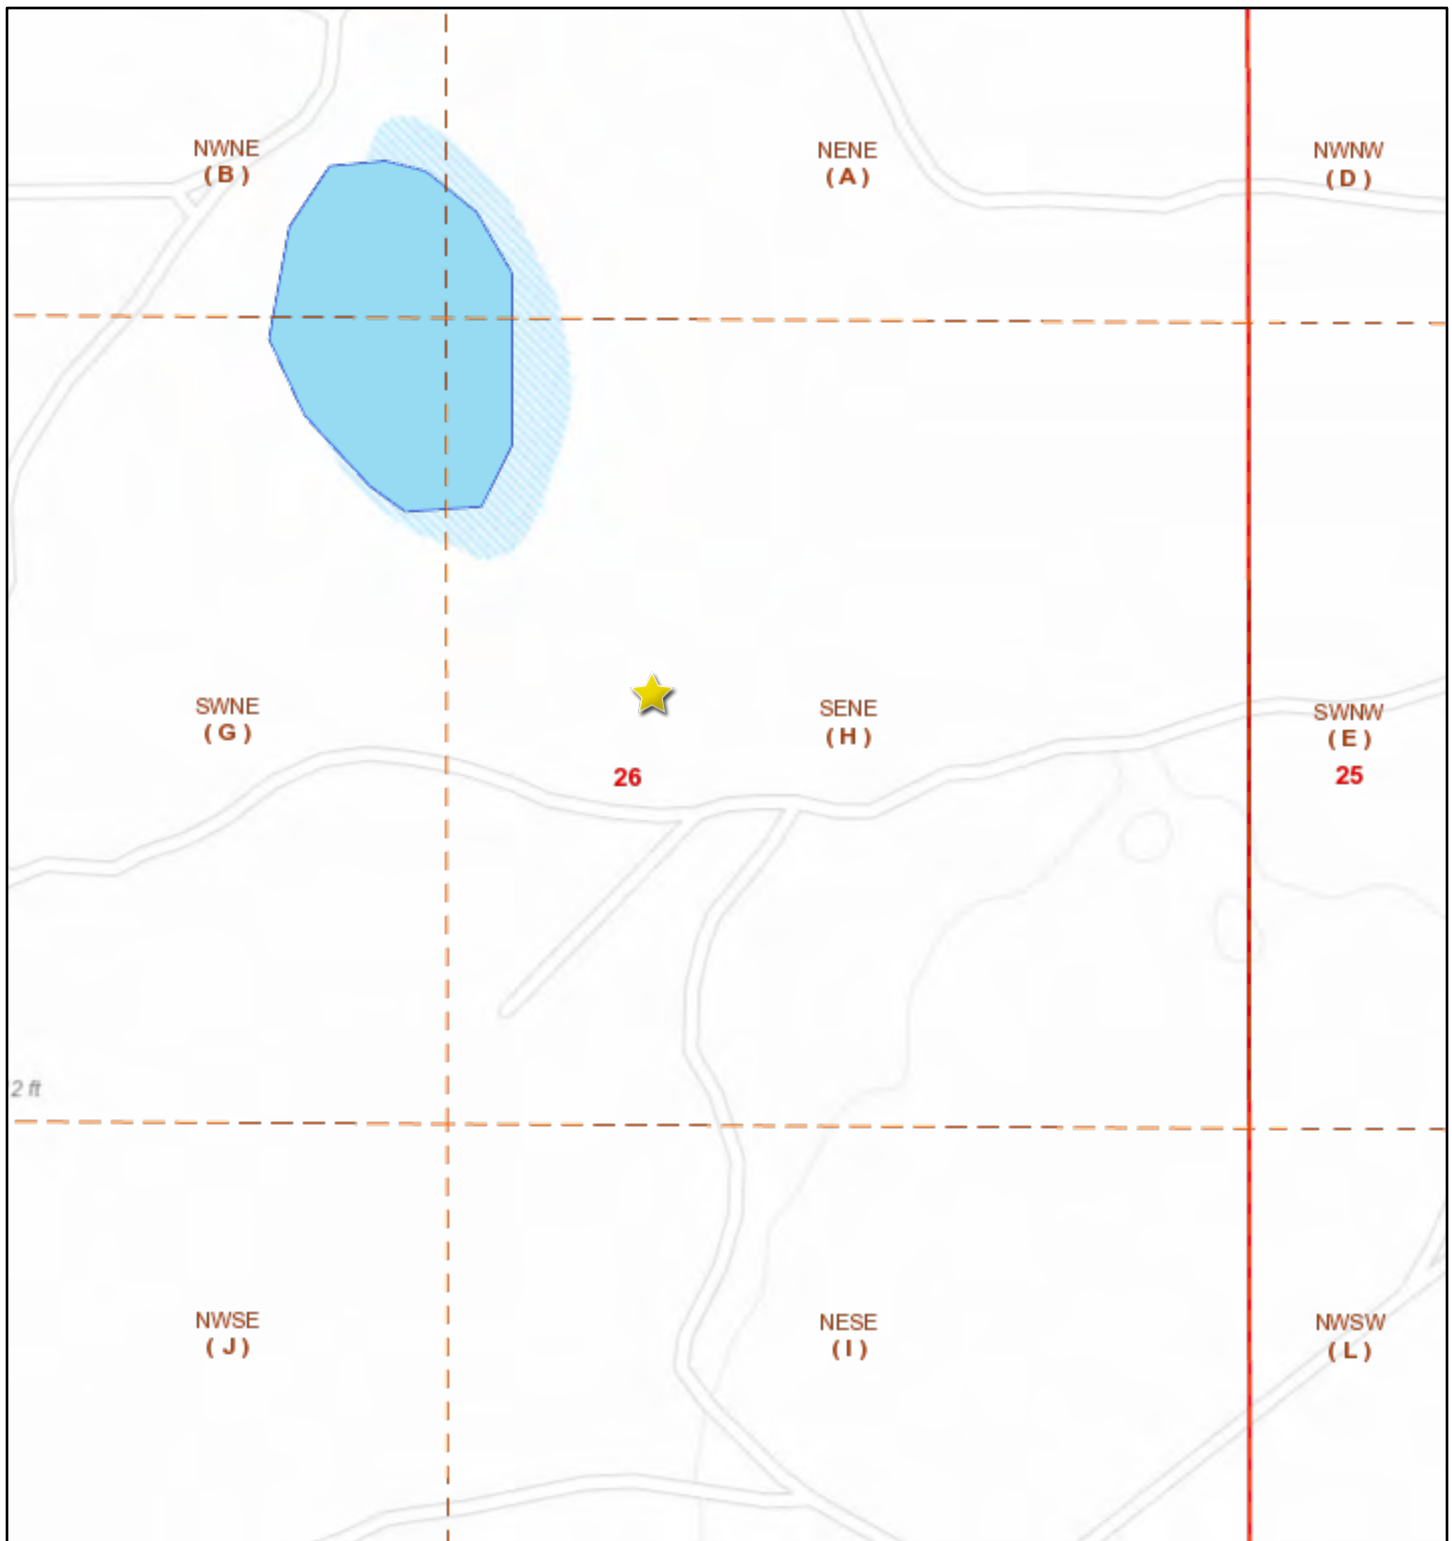 NWNE
( B )
NENE
( A )
NWNW
( D )
SWNE
( G )
SENE
( H )
SWNW
( E )
26
25
2 ft
NWSE
( J )
NESE
( I )
NWSW
( L )